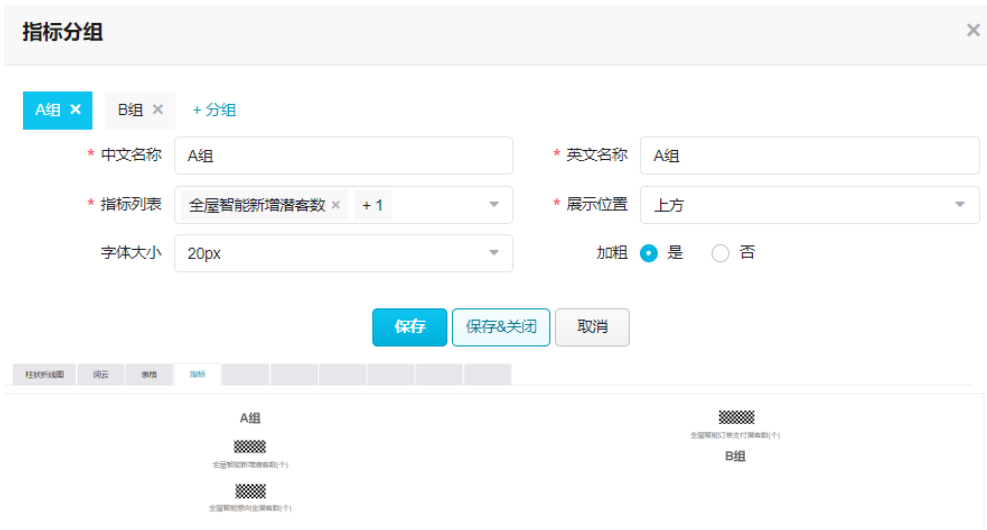 指标分组 ×
A组 × B组 × + 分组
* 中文名称 A组 * 英文名称 A组
* 指标列表 全屋智能新增潜客数 × + 1 * 展示位置 上方
字体大小 20px 加粗 是 否
保存 保存&关闭 取消
柱状折线图 词云 表格 指标
A组
全屋智能新增潜客数(个)
全屋智能意向金潜客数(个)
全屋智能订单支付潜客数(个)
B组